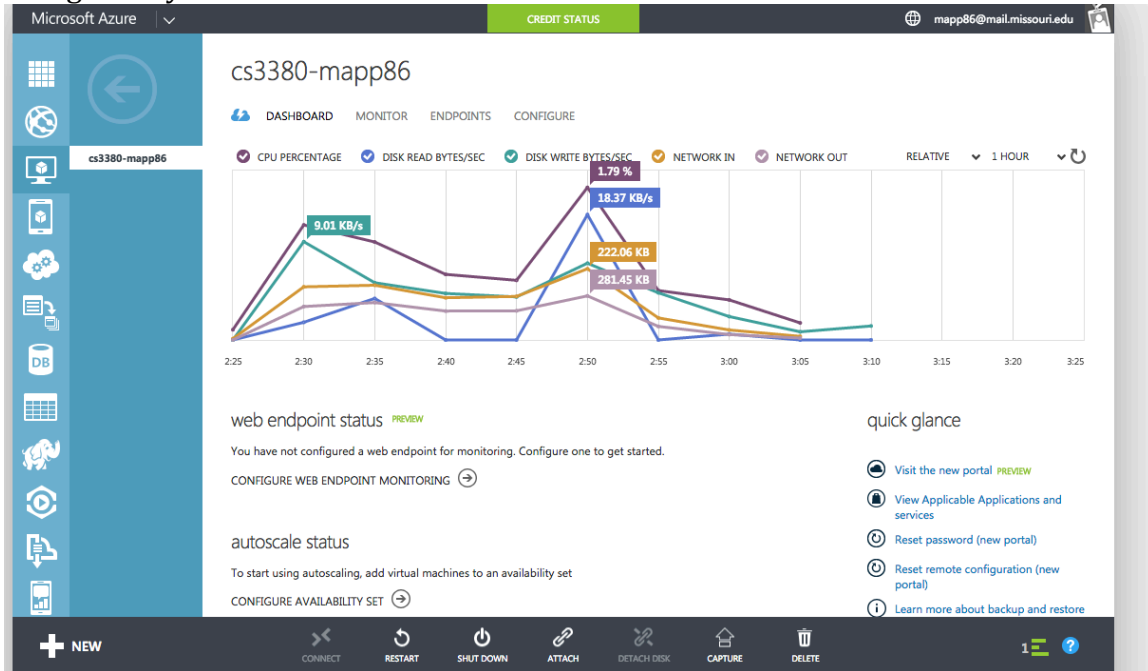 Microsoft Azure
CREDIT STATUS
mapp86@mail.missouri.edu
cs3380-mapp86
DASHBOARD MONITOR ENDPOINTS CONFIGURE
cs3380-mapp86
CPU PERCENTAGE DISK READ BYTES/SEC DISK WRITE BYTES/SEC NETWORK IN NETWORK OUT RELATIVE 1 HOUR
1.79 %
18.37 KB/s
9.01 KB/s
222.06 KB
281.45 KB
2:25 2:30 2:35 2:40 2:45 2:50 2:55 3:00 3:05 3:10 3:15 3:20 3:25
DB
web endpoint status PREVIEW
You have not configured a web endpoint for monitoring. Configure one to get started.
CONFIGURE WEB ENDPOINT MONITORING
autoscale status
To start using autoscaling, add virtual machines to an availability set
CONFIGURE AVAILABILITY SET
quick glance
Visit the new portal PREVIEW
View Applicable Applications and
services
Reset password (new portal)
Reset remote configuration (new
portal)
Learn more about backup and restore
NEW
CONNECT RESTART SHUT DOWN ATTACH DETACH DISK CAPTURE DELETE
1 ?